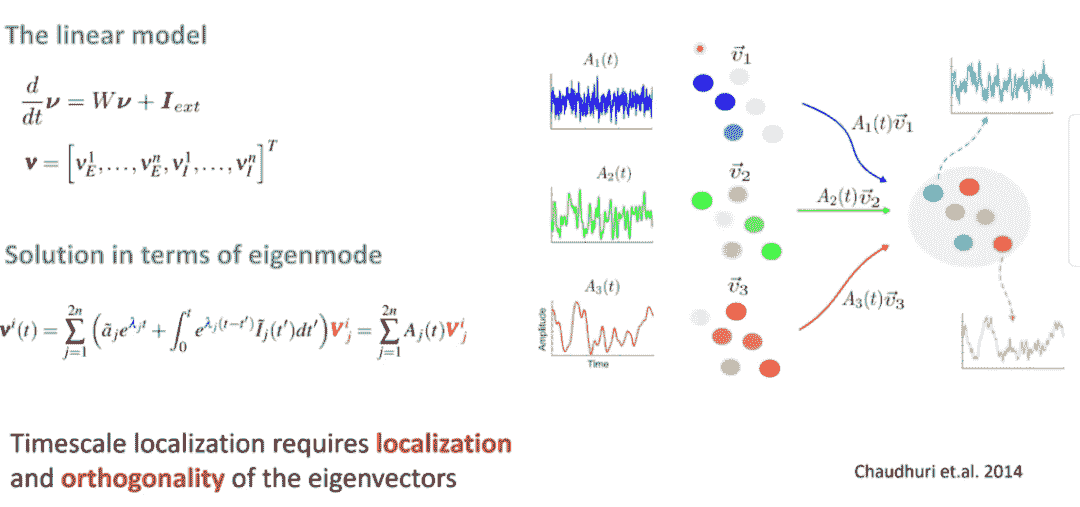 The linear model
d/dt ν = Wν + I_ext
ν = [ν_E^1, ..., ν_E^n, ν_I^1, ..., ν_I^n]^T
Solution in terms of eigenmode
ν^i(t) = ∑_{j=1}^{2n} (ã_j e^{λ_j t} + ∫_0^t e^{λ_j(t-t')} Ĩ_j(t')dt') V_j^i = ∑_{j=1}^{2n} A_j(t)V_j^i
Timescale localization requires localization
and orthogonality of the eigenvectors
A_1(t)
v⃗_1
A_1(t)v⃗_1
A_2(t)
v⃗_2
A_2(t)v⃗_2
A_3(t)
v⃗_3
A_3(t)v⃗_3
Amplitude
Time
Chaudhuri et.al. 2014